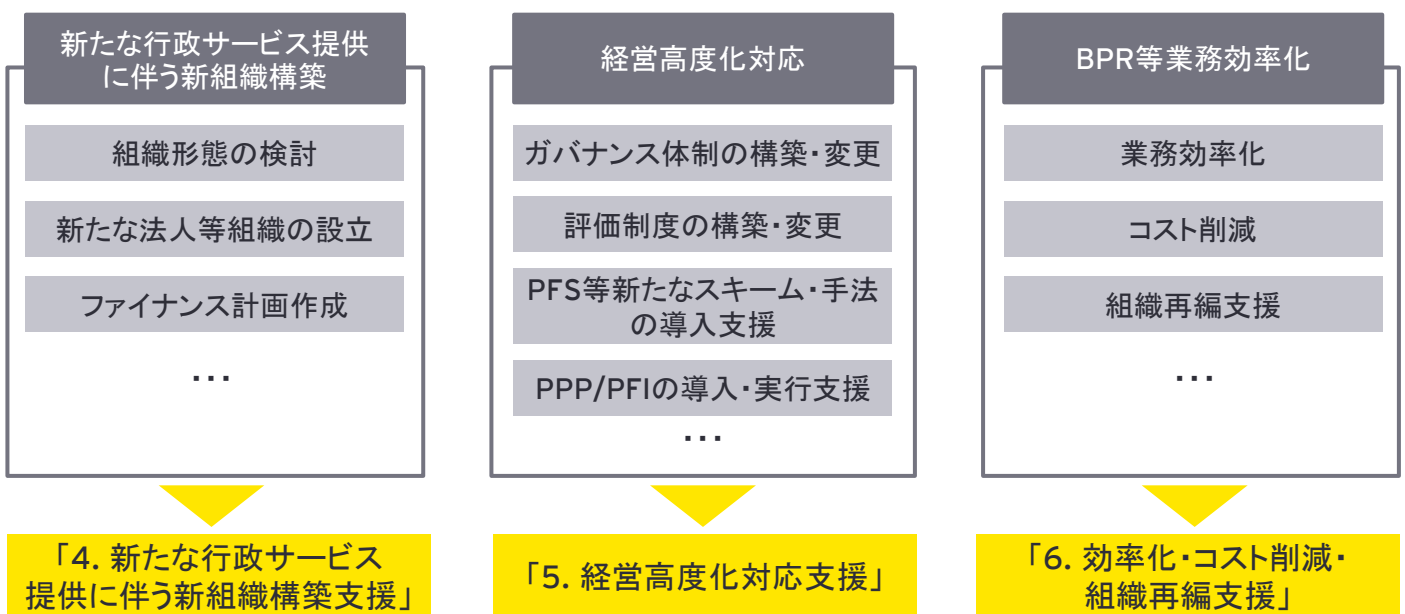 新たな行政サービス提供
に伴う新組織構築
組織形態の検討
新たな法人等組織の設立
ファイナンス計画作成
…
「4. 新たな行政サービス
提供に伴う新組織構築支援」
経営高度化対応
ガバナンス体制の構築・変更
評価制度の構築・変更
PFS等新たなスキーム・手法
の導入支援
PPP/PFIの導入・実行支援
…
「5. 経営高度化対応支援」
BPR等業務効率化
業務効率化
コスト削減
組織再編支援
…
「6. 効率化・コスト削減・
組織再編支援」